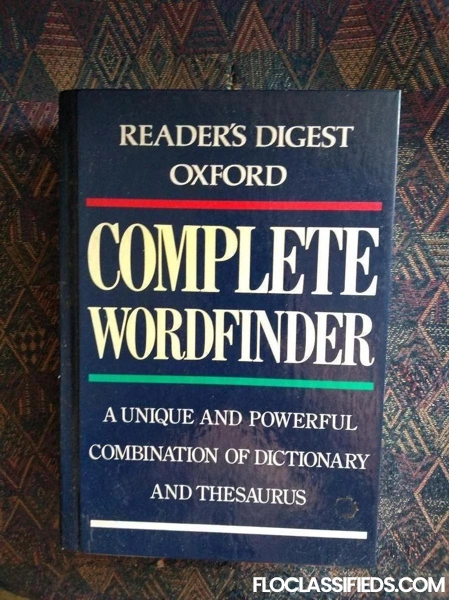 READER'S DIGEST
OXFORD
COMPLETE
WORDFINDER
A UNIQUE AND POWERFUL
COMBINATION OF DICTIONARY
AND THESAURUS
FLOCLASSIFIEDS.COM